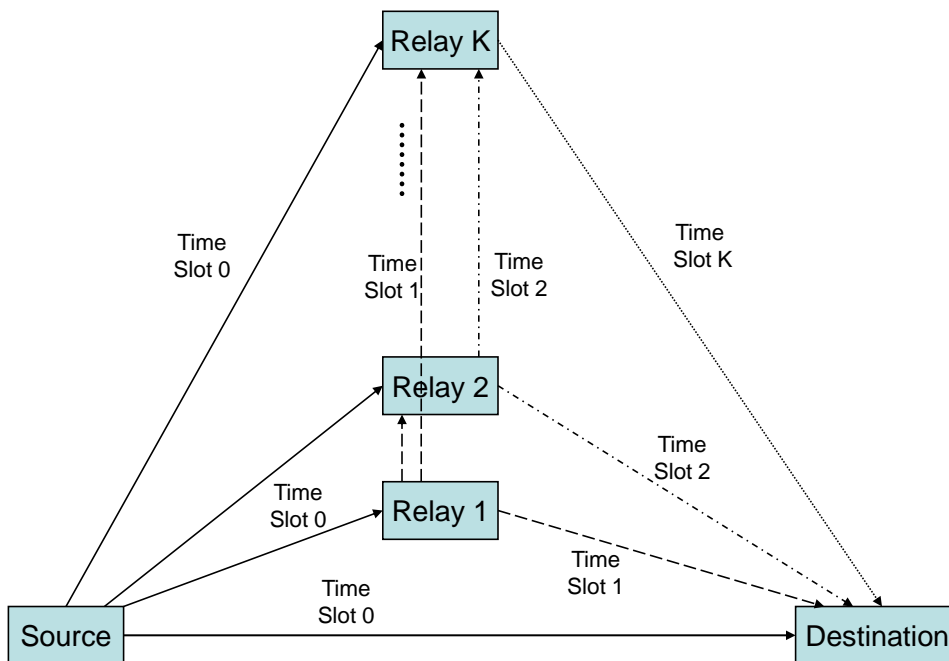 Relay K
Time
Slot 0
Time
Slot K
Time
Slot 1
Time
Slot 2
Relay 2
Time
Slot 2
Time
Slot 0
Relay 1
Time
Slot 1
Time
Slot 0
Source
Destination